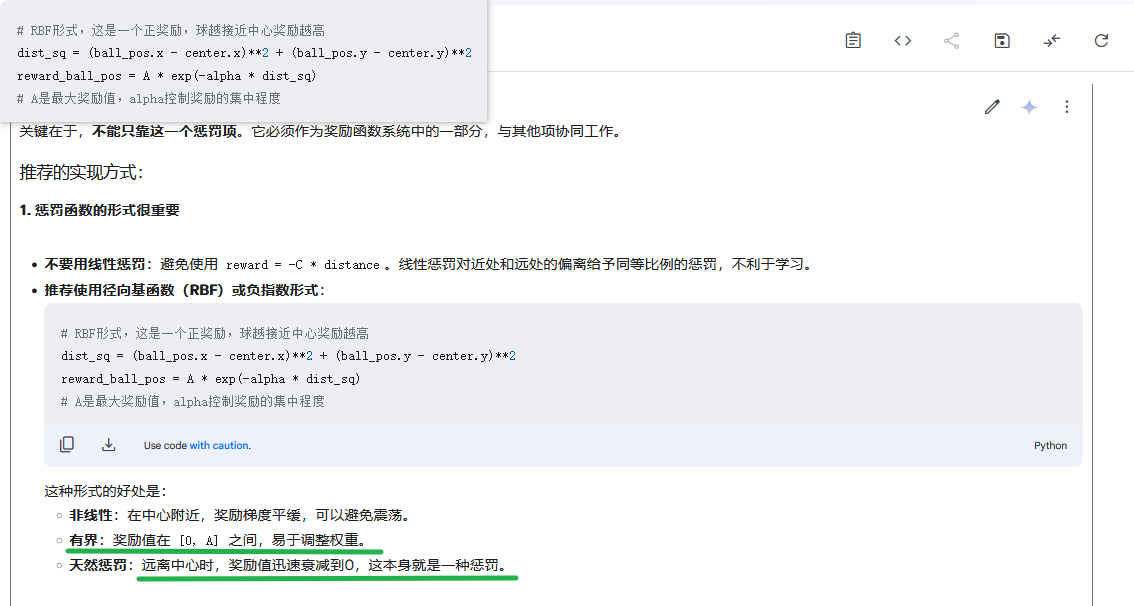 # RBF形式，这是一个正奖励，球越接近中心奖励越高
dist_sq = (ball_pos.x - center.x)**2 + (ball_pos.y - center.y)**2
reward_ball_pos = A * exp(-alpha * dist_sq)
# A是最大奖励值，alpha控制奖励的集中程度
关键在于，不能只靠这一个惩罚项。它必须作为奖励函数系统中的一部分，与其他项协同工作。
推荐的实现方式：
1. 惩罚函数的形式很重要
• 不要用线性惩罚：避免使用 reward = -C * distance 。线性惩罚对近处和远处的偏离给予同等比例的惩罚，不利于学习。
• 推荐使用径向基函数（RBF）或负指数形式：
# RBF形式，这是一个正奖励，球越接近中心奖励越高
dist_sq = (ball_pos.x - center.x)**2 + (ball_pos.y - center.y)**2
reward_ball_pos = A * exp(-alpha * dist_sq)
# A是最大奖励值，alpha控制奖励的集中程度
Use code with caution. Python
这种形式的好处是：
○ 非线性：在中心附近，奖励梯度平缓，可以避免震荡。
○ 有界：奖励值在 [0, A] 之间，易于调整权重。
○ 天然惩罚：远离中心时，奖励值迅速衰减到0，这本身就是一种惩罚。